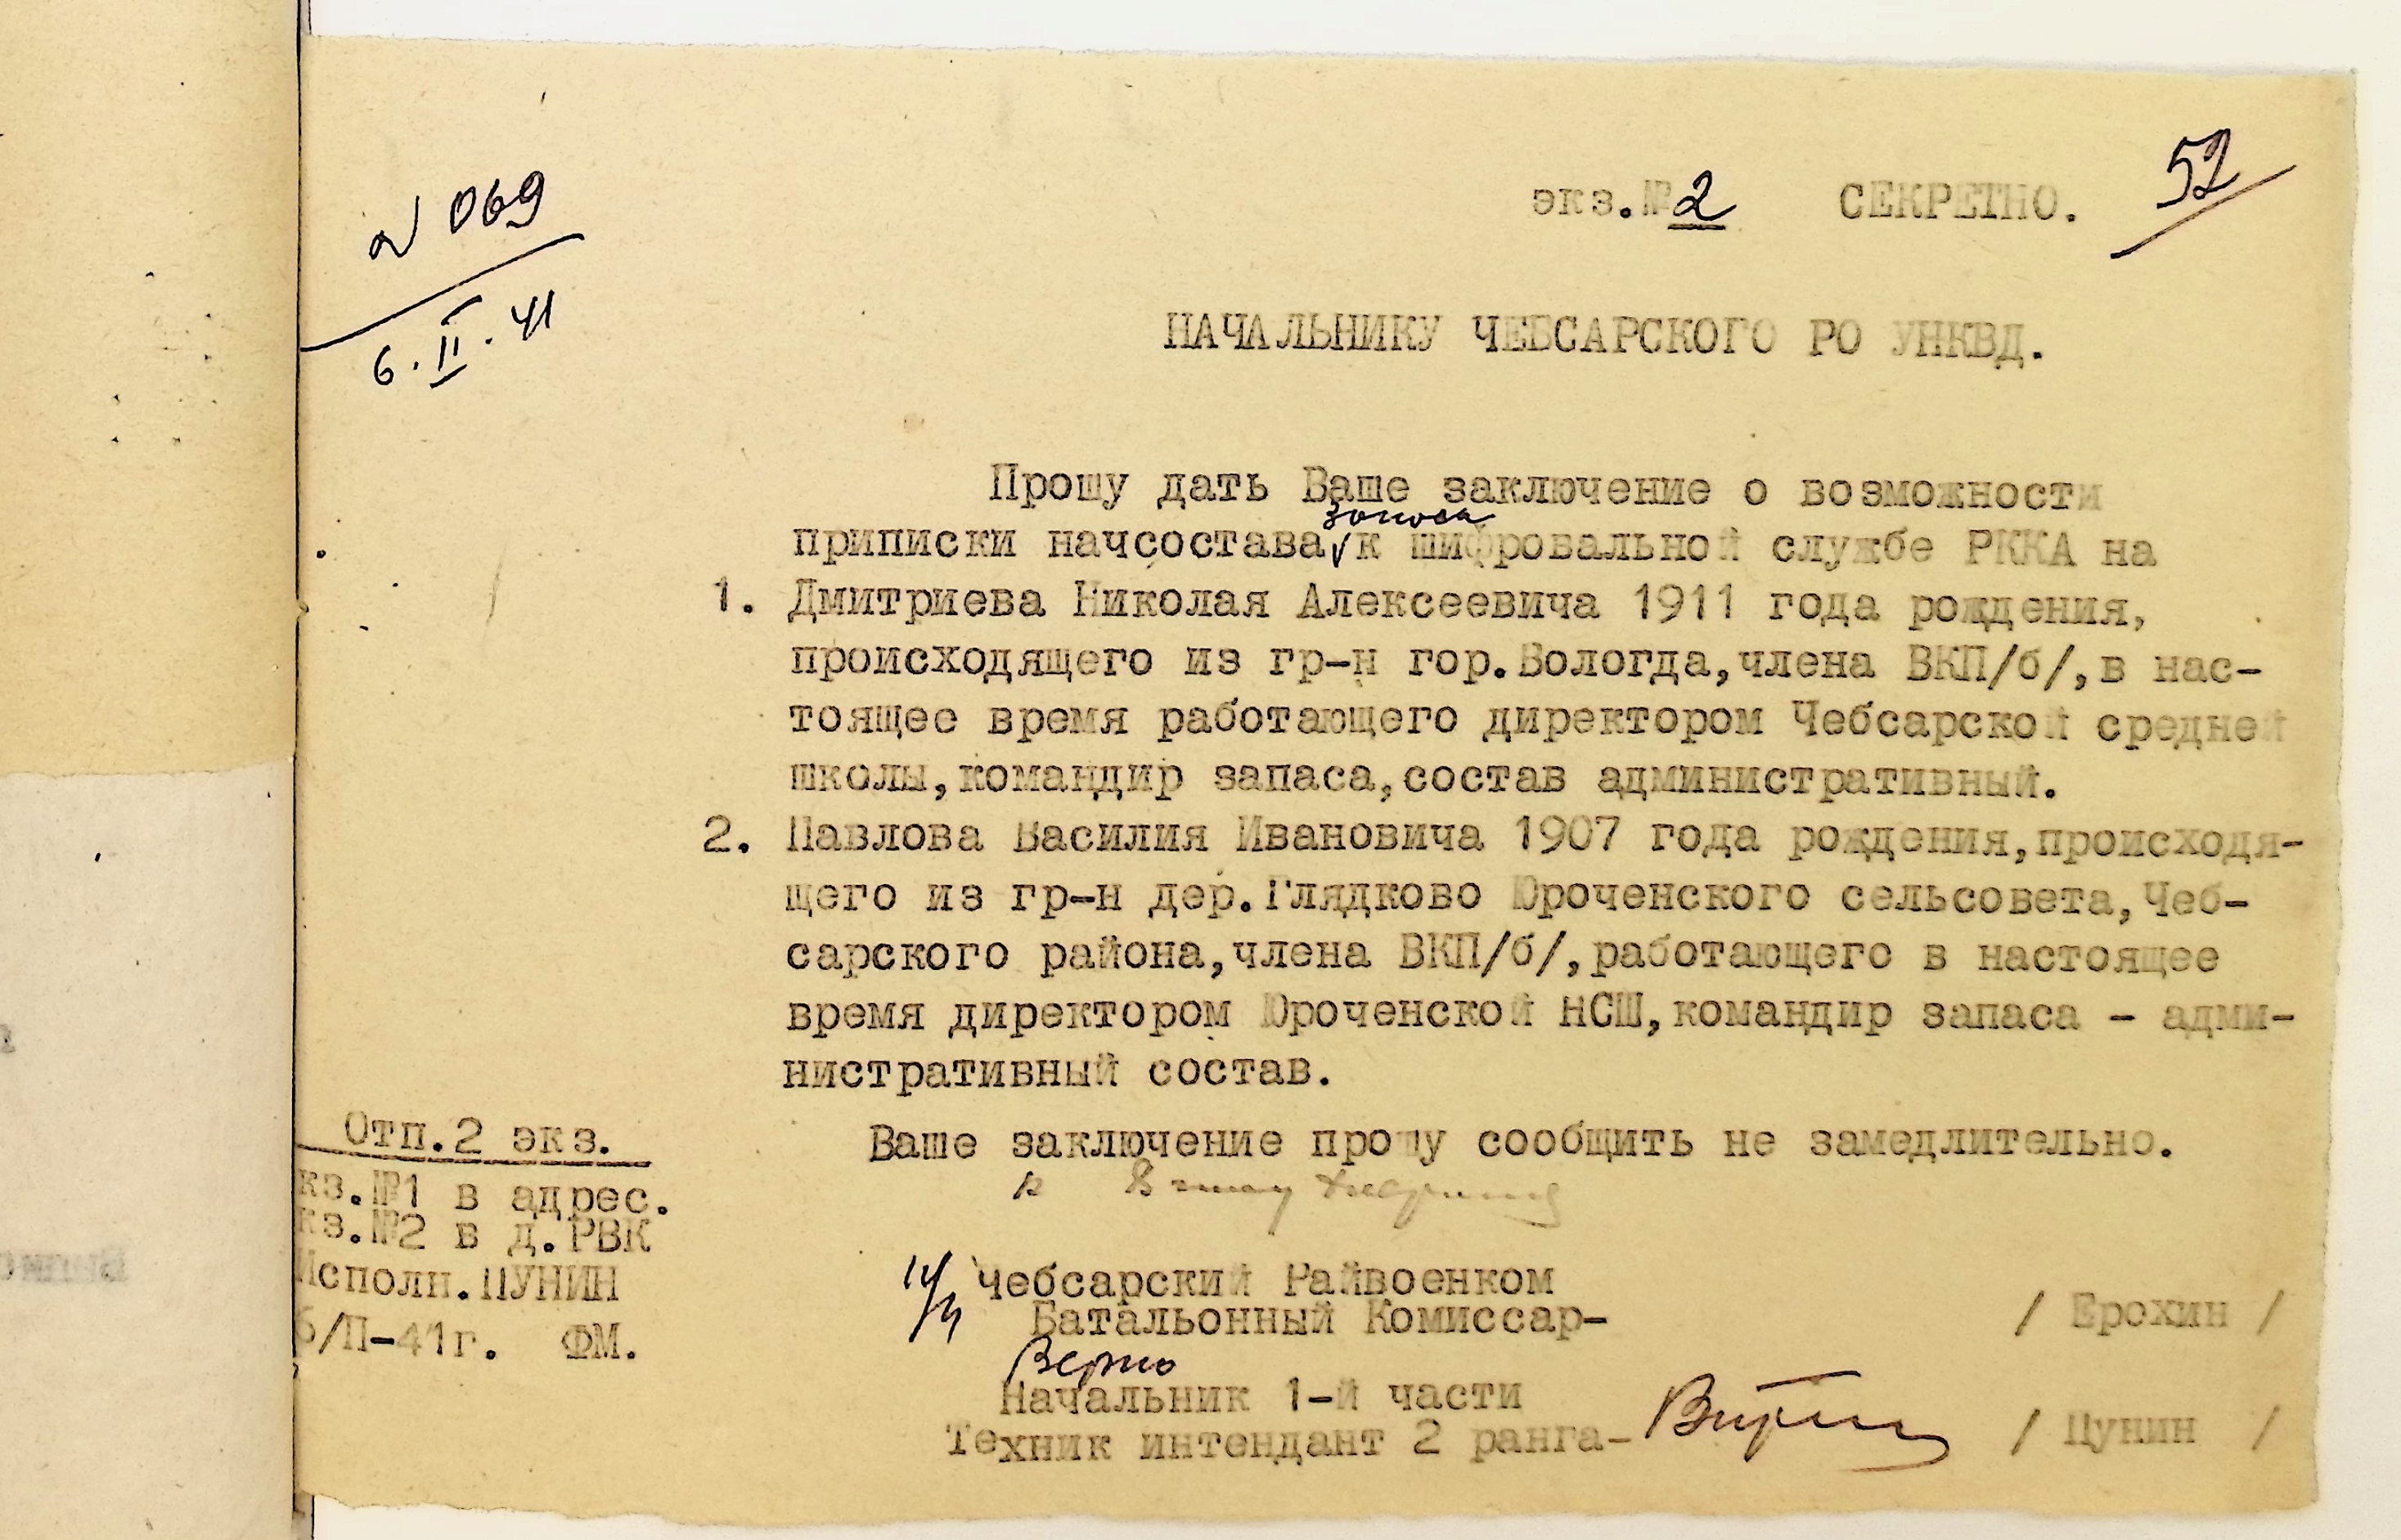 № 069
6.II.41
экз.№ 2 СЕКРЕТНО. 52
НАЧАЛЬНИКУ ЧЕБСАРСКОГО РО УНКВД.
Прошу дать Ваше заключение о возможности
запаса
приписки начсостава к шифровальной службе РККА на
1. Дмитриева Николая Алексеевича 1911 года рождения,
происходящего из гр-н гор.Вологда,члена ВКП/б/,в нас-
тоящее время работающего директором Чебсарской средней
школы,командир запаса,состав административный.
2. Павлова Василия Ивановича 1907 года рождения,происходя-
щего из гр-н дер.Глядково Юроченского сельсовета,Чеб-
сарского района,члена ВКП/б/,работающего в настоящее
время директором Юроченской НСШ,командир запаса - адми-
нистративный состав.
Ваше заключение прошу сообщить не замедлительно.
Отп.2 экз.
кз.№1 в адрес.
кз.№2 в д.РВК
Исполн.ПУНИН
6/П-41г. ФМ.
Чебсарский Райвоенком
Батальонный Комиссар- / Ерохин /
Верно
Начальник 1-й части
Техник интендант 2 ранга- / Пунин /